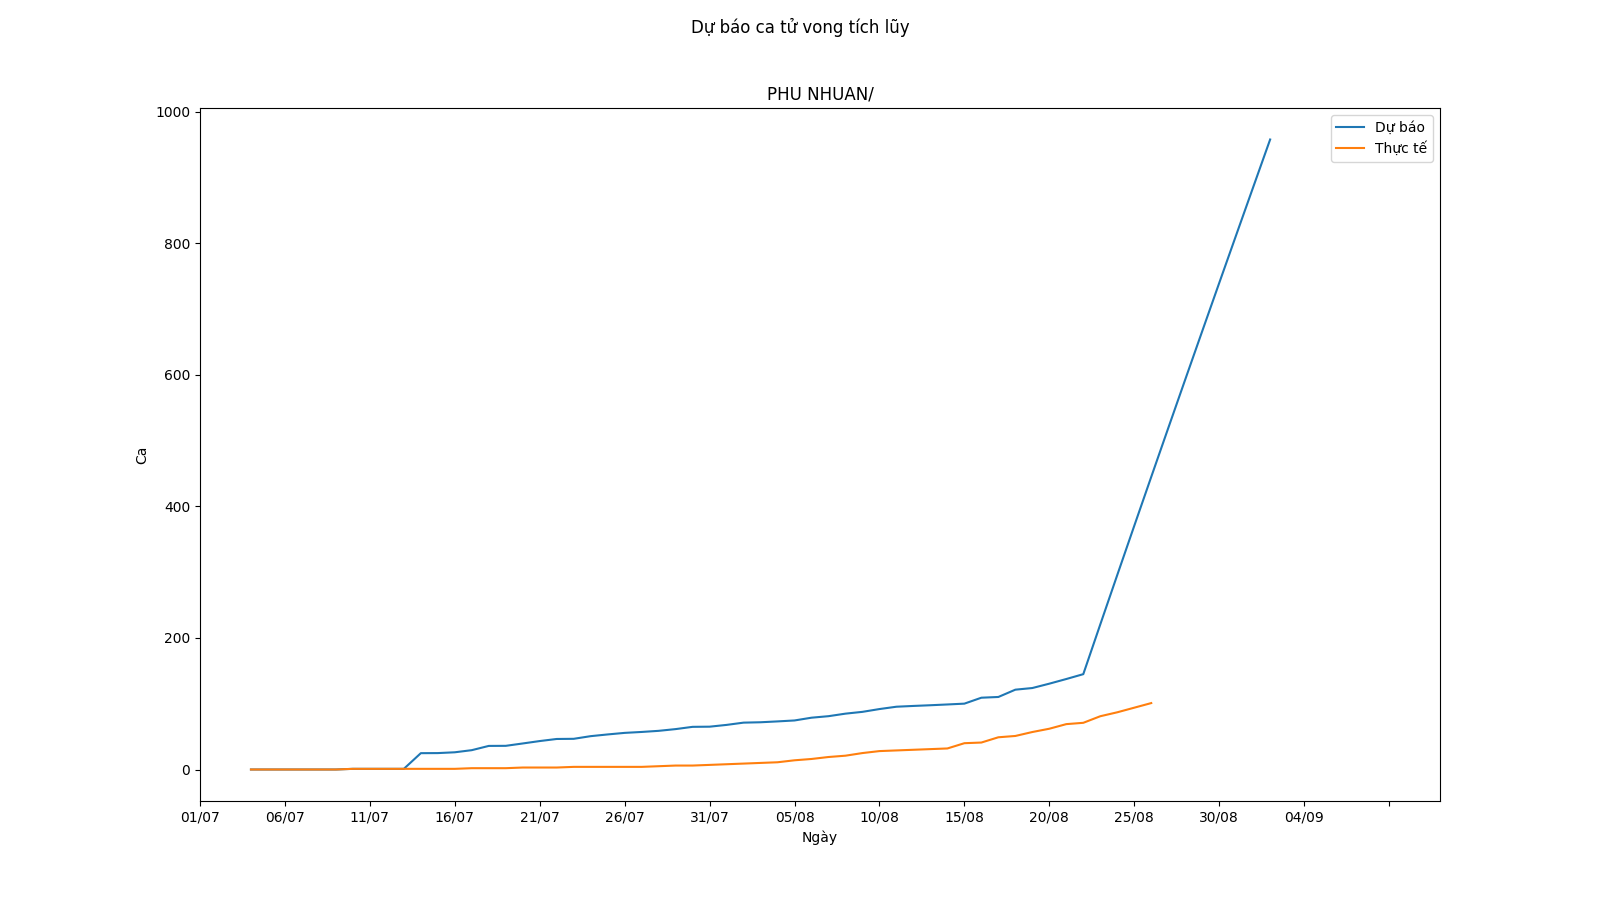 Dự báo ca tử vong tích lũy
PHU NHUAN/
1000
800
600
400
200
0
Ca
Dự báo
Thực tế
01/07 06/07 11/07 16/07 21/07 26/07 31/07 05/08 10/08 15/08 20/08 25/08 30/08 04/09
Ngày